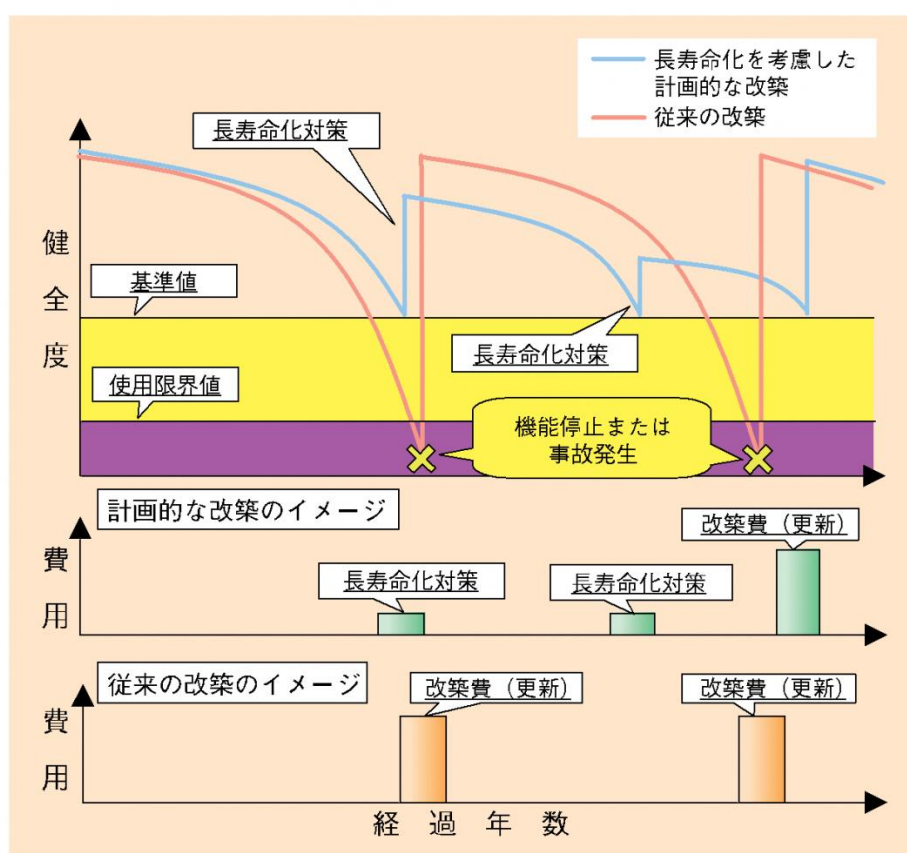 長寿命化を考慮した
計画的な改築
従来の改築
長寿命化対策
健全度
基準値
長寿命化対策
使用限界値
機能停止または
事故発生
計画的な改築のイメージ
改築費（更新）
費用
長寿命化対策
長寿命化対策
従来の改築のイメージ
改築費（更新）
改築費（更新）
費用
経過年数